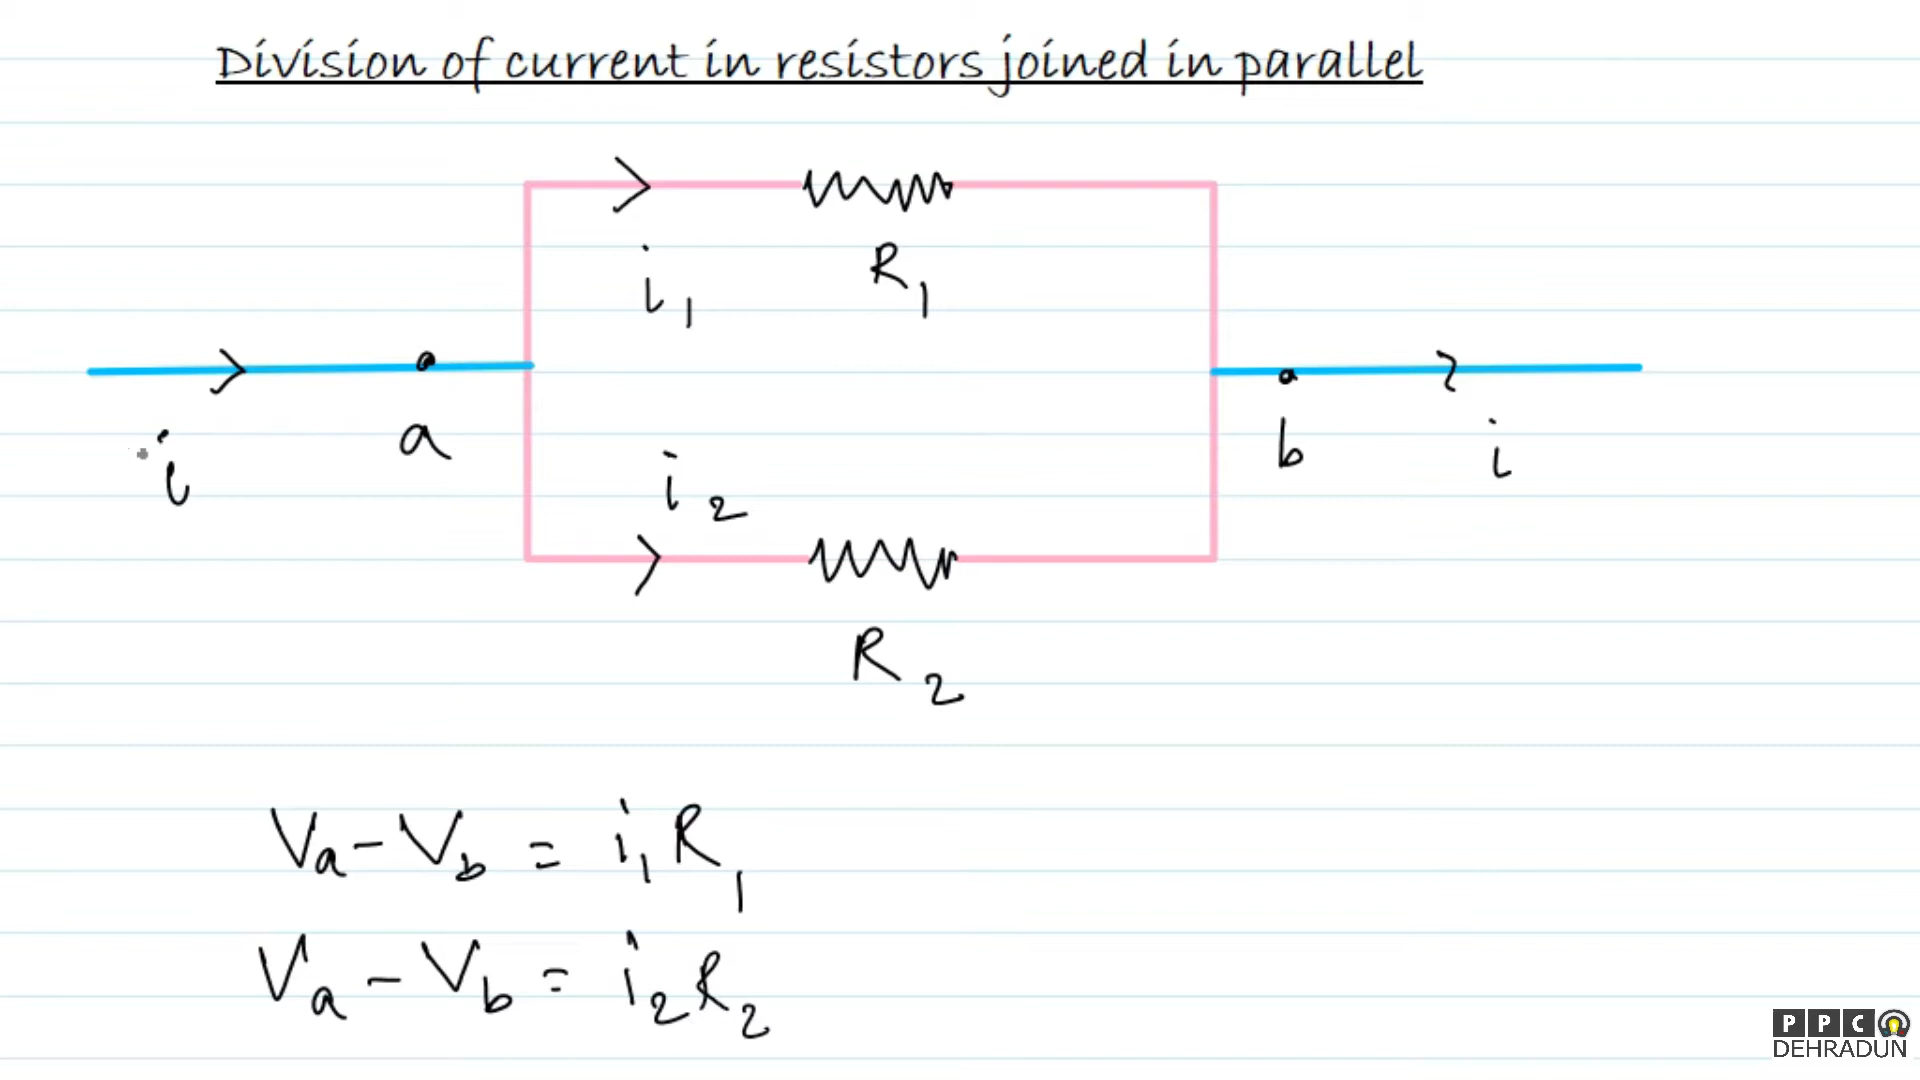 Division of current in resistors joined in parallel
i₁ R₁
i a b i
i₂
R₂
Va - Vb = i₁R₁
Va - Vb = i₂R₂
PPC
DEHRADUN